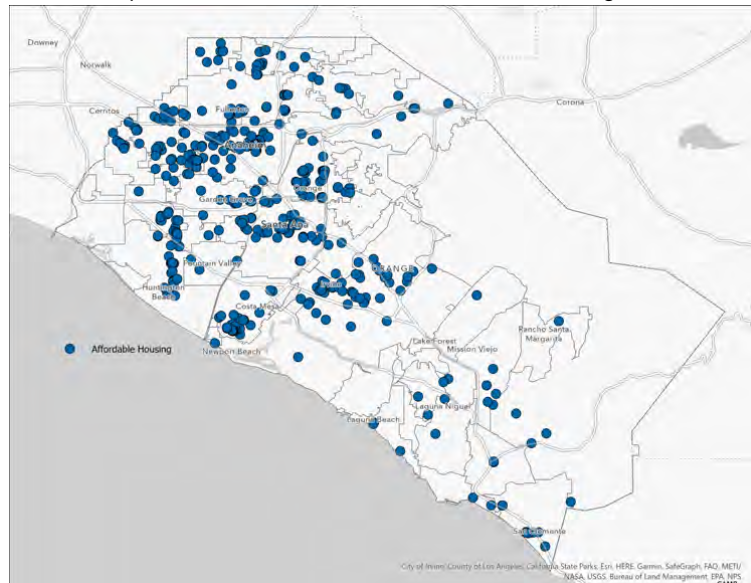 Downey
Norwalk
Cerritos
Corona
Fullerton
Anaheim
Orange
Garden Grove
Santa Ana
ORANGE
Fountain Valley
Irvine
Huntington
Beach
Costa Mesa
Rancho Santa
Margarita
Lake Forest
Mission Viejo
Affordable Housing
Newport Beach
Laguna Niguel
Laguna Beach
San Clemente
City of Irvine, County of Los Angeles, California State Parks, Esri, HERE, Garmin, SafeGraph, FAO, METI/
NASA, USGS, Bureau of Land Management, EPA, NPS